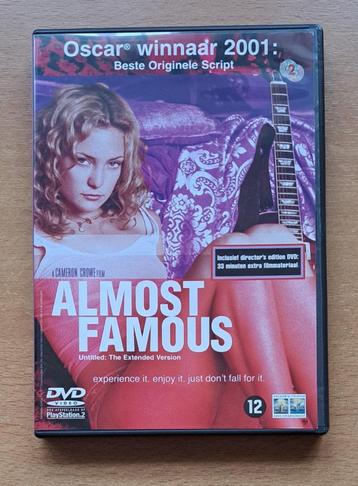 Oscar® winnaar 2001:
Beste Originele Script
2
Inclusief director's edition DVD:
33 minuten extra filmmateriaal
A CAMERON CROWE FILM
ALMOST
FAMOUS
Untitled: The Extended Version
experience it. enjoy it. just don't fall for it.
DVD
VIDEO
PlayStation.2
12